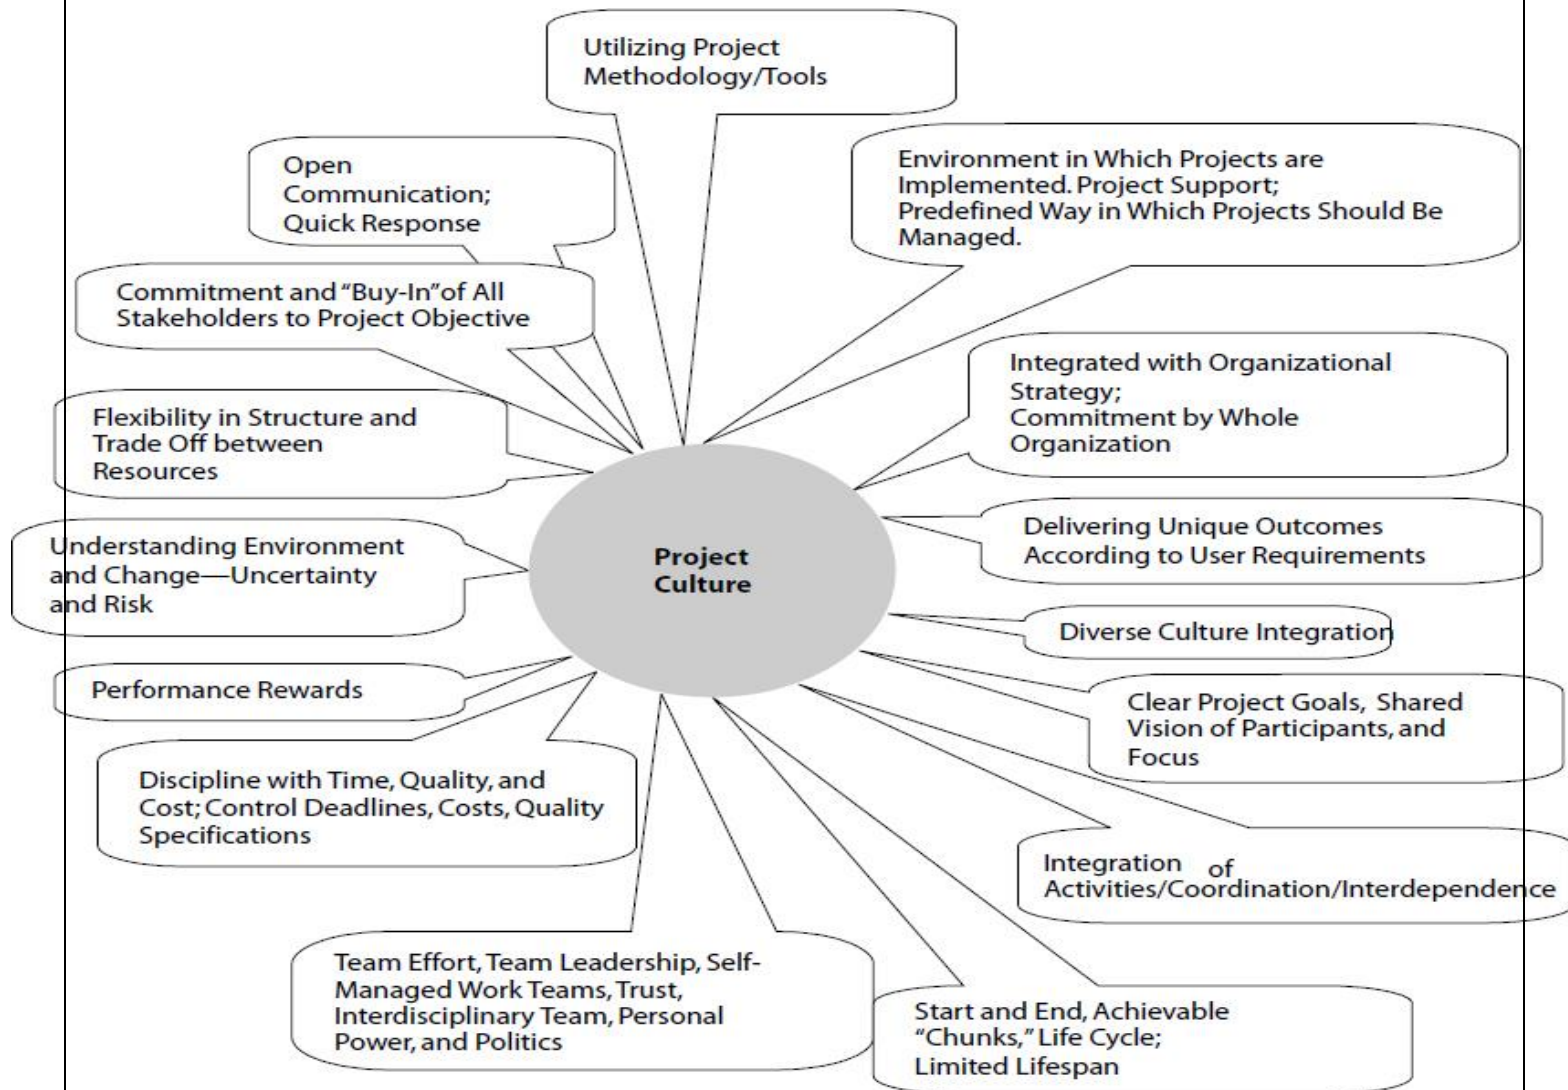 Utilizing Project
Methodology/Tools
Open
Communication;
Quick Response
Environment in Which Projects are
Implemented. Project Support;
Predefined Way in Which Projects Should Be
Managed.
Commitment and “Buy-In” of All
Stakeholders to Project Objective
Integrated with Organizational
Strategy;
Commitment by Whole
Organization
Flexibility in Structure and
Trade Off between
Resources
Delivering Unique Outcomes
According to User Requirements
Understanding Environment
and Change—Uncertainty
and Risk
Project
Culture
Diverse Culture Integration
Performance Rewards
Clear Project Goals, Shared
Vision of Participants, and
Focus
Discipline with Time, Quality, and
Cost; Control Deadlines, Costs, Quality
Specifications
Integration of
Activities/Coordination/Interdependence
Team Effort, Team Leadership, Self-
Managed Work Teams, Trust,
Interdisciplinary Team, Personal
Power, and Politics
Start and End, Achievable
“Chunks,” Life Cycle;
Limited Lifespan